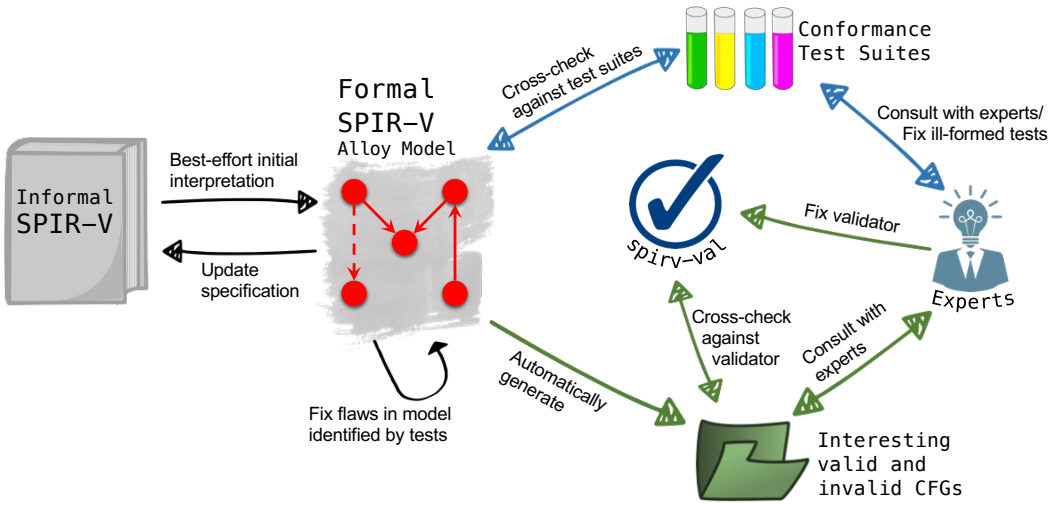 Conformance
Test Suites
Cross-check
against test suites
Formal
SPIR–V
Alloy Model
Consult with experts/
Fix ill-formed tests
Best-effort initial
interpretation
Informal
SPIR–V
Fix validator
spirv-val
Update
specification
Experts
Cross-check
against
validator
Consult with
experts
Automatically
generate
Fix flaws in model
identified by tests
Interesting
valid and
invalid CFGs